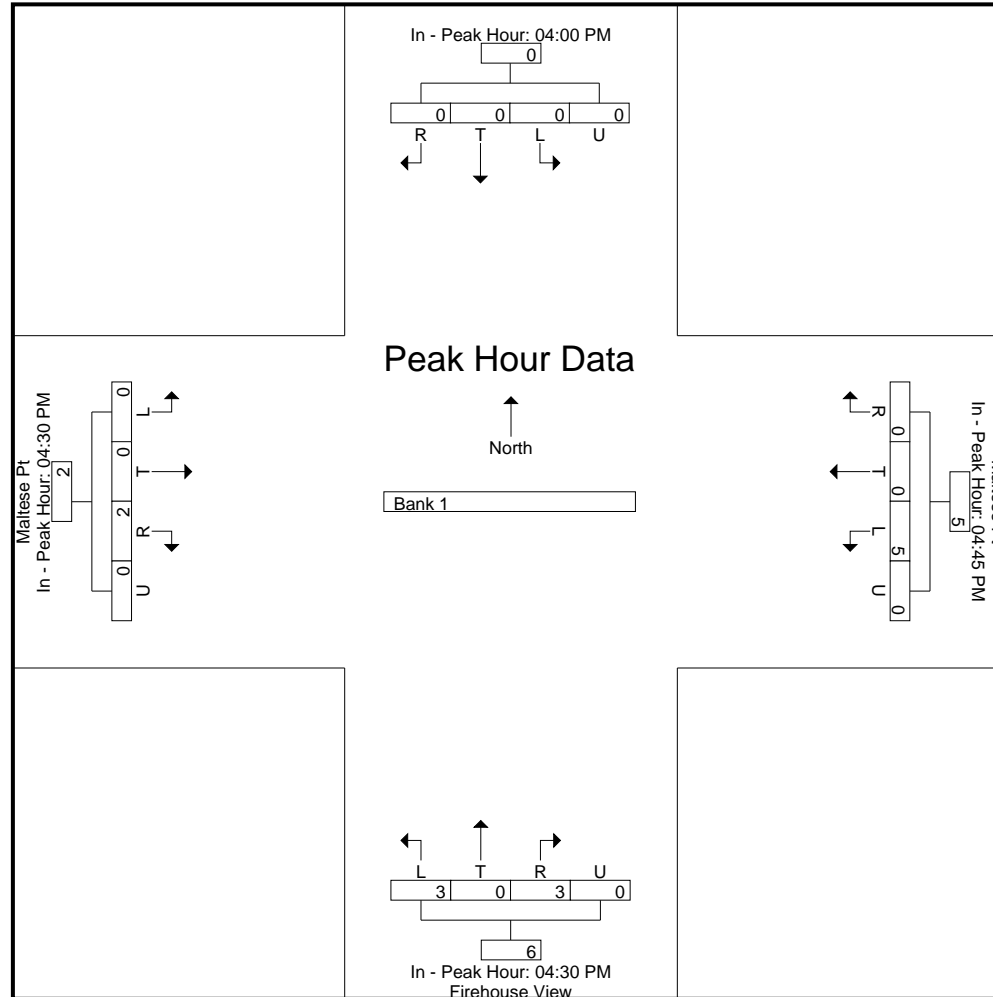 In - Peak Hour: 04:00 PM
0
0 0 0 0
R T L U
Peak Hour Data
North
Bank 1
Maltese Pt
In - Peak Hour: 04:30 PM
2
0 0 2 0
L T R U
In - Peak Hour: 04:45 PM
5
0 0 5 0
R T L U
L T R U
3 0 3 0
6
In - Peak Hour: 04:30 PM
Firehouse View